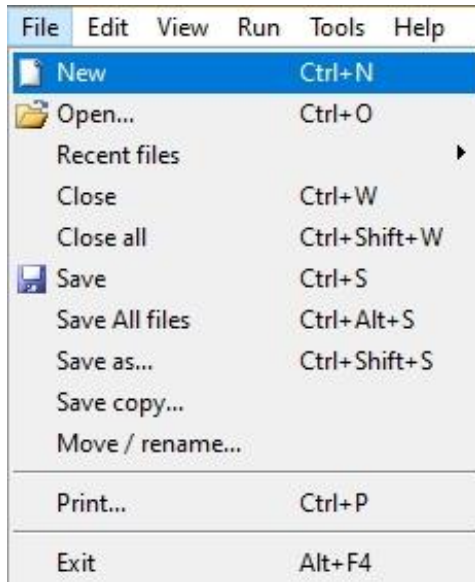 File Edit View Run Tools Help
New Ctrl+N
Open... Ctrl+O
Recent files
Close Ctrl+W
Close all Ctrl+Shift+W
Save Ctrl+S
Save All files Ctrl+Alt+S
Save as... Ctrl+Shift+S
Save copy...
Move / rename...
Print... Ctrl+P
Exit Alt+F4